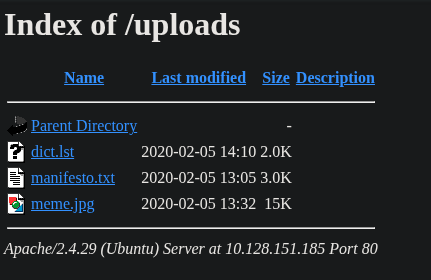 Index of /uploads
Name Last modified Size Description
Parent Directory -
dict.lst 2020-02-05 14:10 2.0K
manifesto.txt 2020-02-05 13:05 3.0K
meme.jpg 2020-02-05 13:32 15K
Apache/2.4.29 (Ubuntu) Server at 10.128.151.185 Port 80